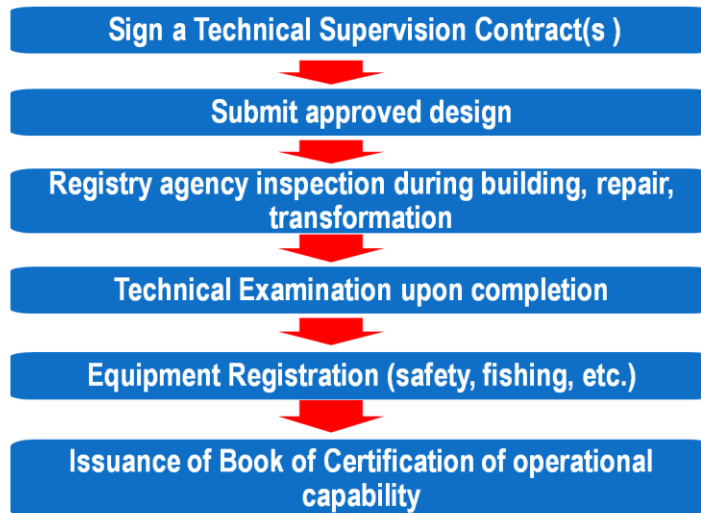 Sign a Technical Supervision Contract(s )
Submit approved design
Registry agency inspection during building, repair,
transformation
Technical Examination upon completion
Equipment Registration (safety, fishing, etc.)
Issuance of Book of Certification of operational
capability